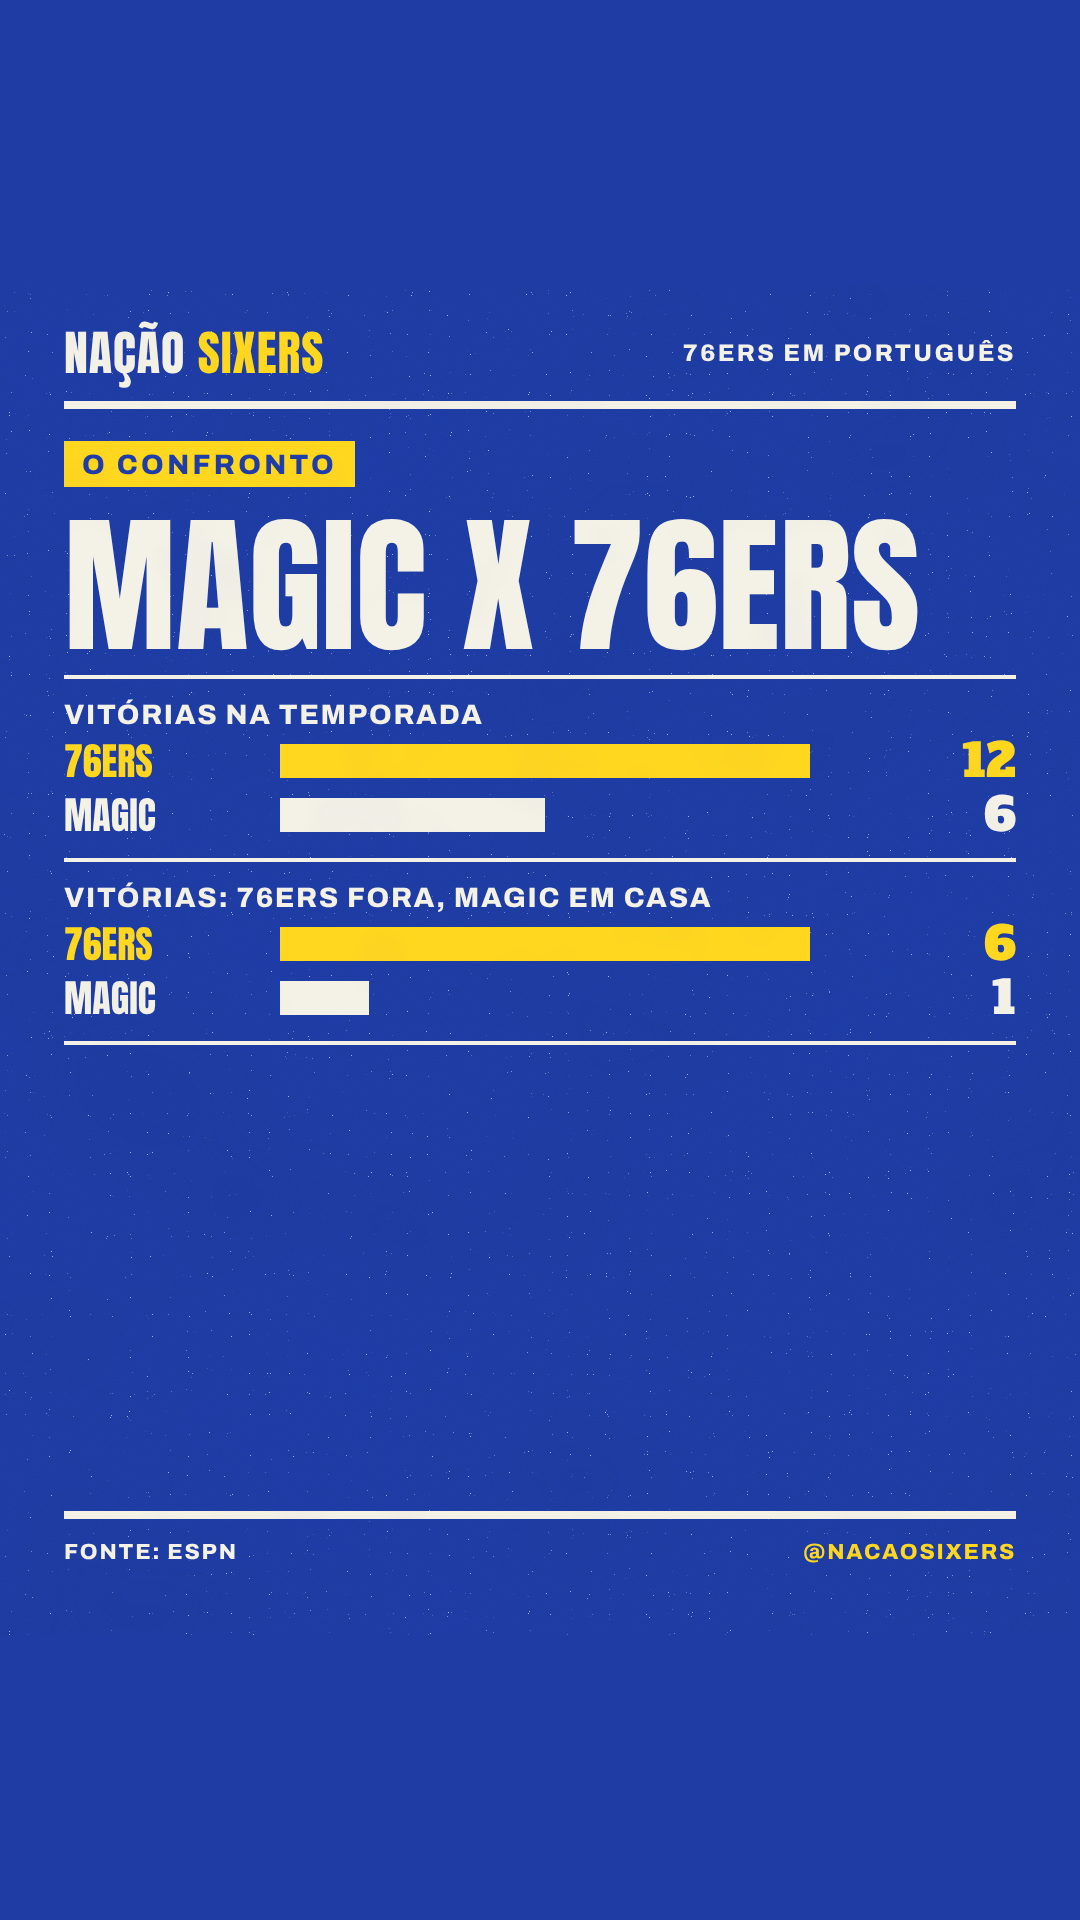 NAÇÃO SIXERS
76ERS EM PORTUGUÊS
O CONFRONTO
MAGIC X 76ERS
VITÓRIAS NA TEMPORADA
76ERS 12
MAGIC 6
VITÓRIAS: 76ERS FORA, MAGIC EM CASA
76ERS 6
MAGIC 1
FONTE: ESPN
@NACAOSIXERS